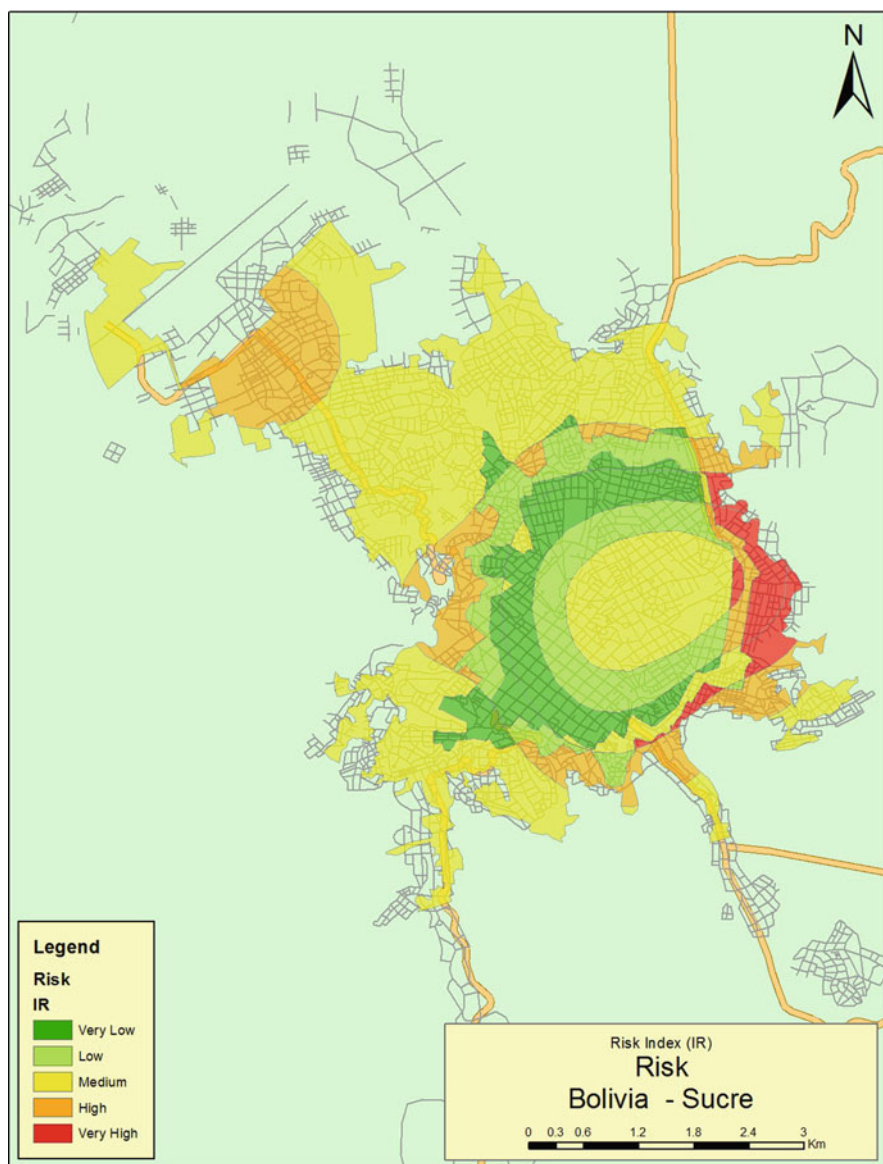 N
Legend
Risk
IR
Very Low
Low
Medium
High
Very High
Risk Index (IR)
Risk
Bolivia - Sucre
0 0.3 0.6 1.2 1.8 2.4 3
Km